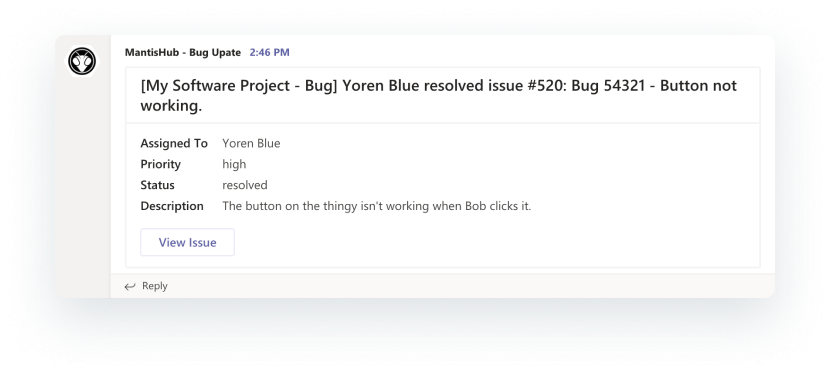 MantisHub - Bug Upate 2:46 PM
[My Software Project - Bug] Yoren Blue resolved issue #520: Bug 54321 - Button not
working.
Assigned To Yoren Blue
Priority high
Status resolved
Description The button on the thingy isn't working when Bob clicks it.
View Issue
Reply